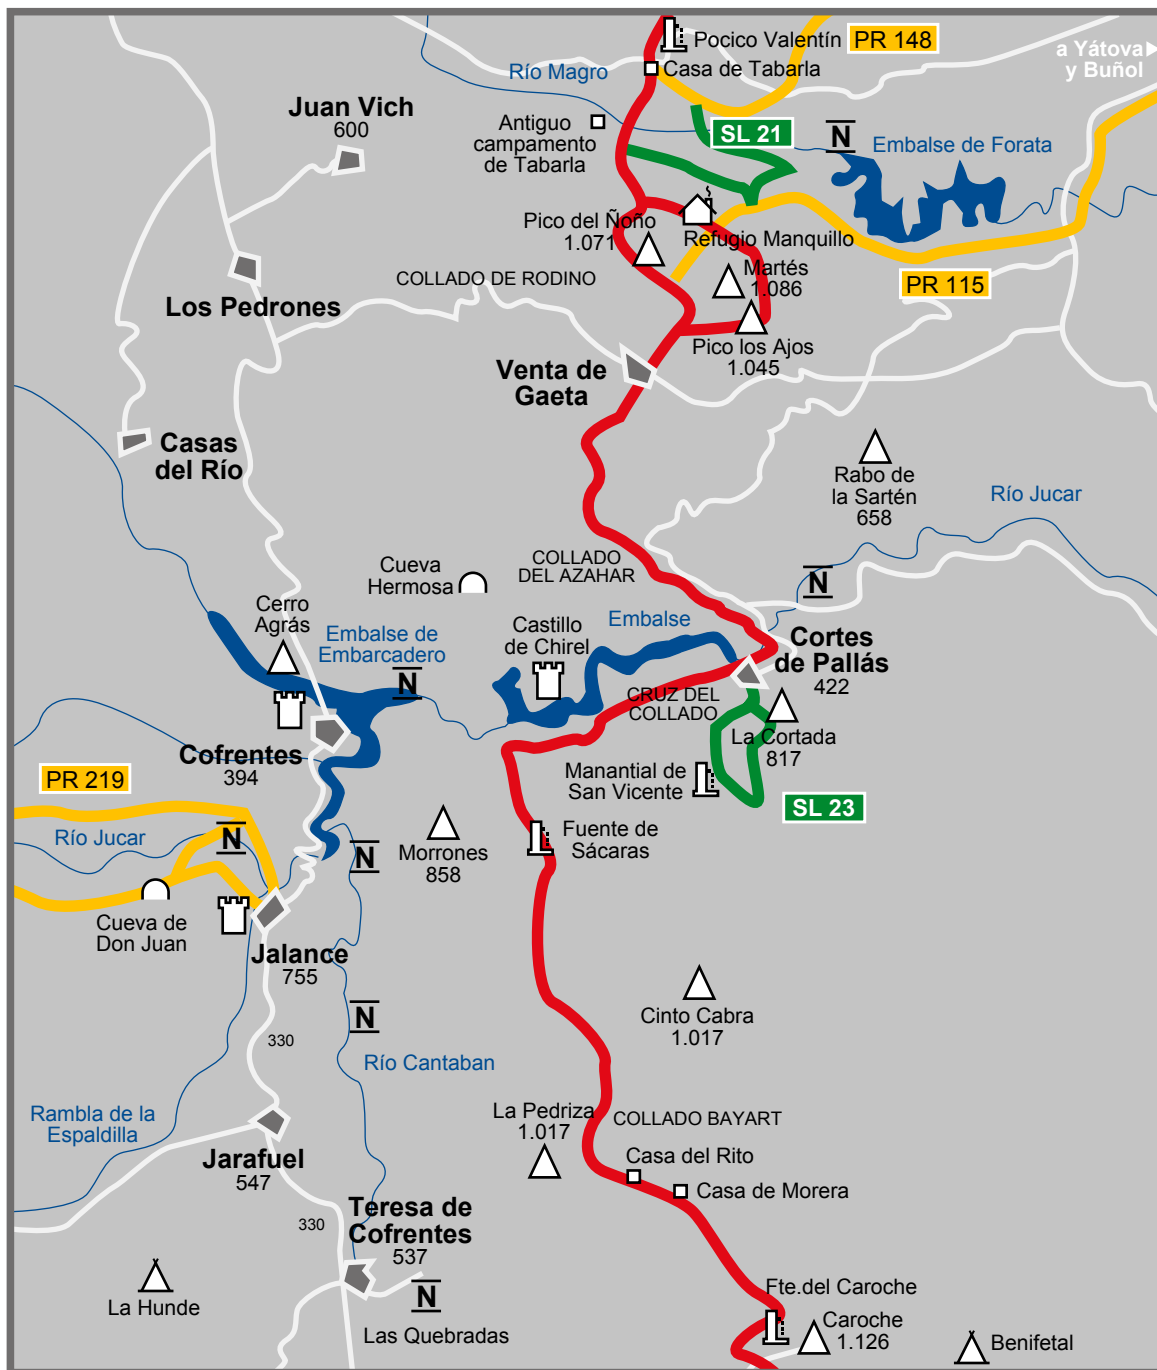 Pocico Valentín
PR 148
a Yátova
y Buñol
Río Magro
Casa de Tabarla
Juan Vich
600
Antiguo
campamento
de Tabarla
SL 21
N
Embalse de Forata
Pico del Ñoño
1.071
Refugio Manquillo
COLLADO DE RODINO
Martés
1.086
PR 115
Los Pedrones
Pico los Ajos
1.045
Venta de
Gaeta
Casas
del Río
Rabo de
la Sartén
658
Río Jucar
Cueva
Hermosa
COLLADO
DEL AZAHAR
N
Cerro
Agrás
Embalse de
Embarcadero
Castillo
de Chirel
Embalse
Cortes
de Pallás
422
N
CRUZ DEL
COLLADO
La Cortada
817
Cofrentes
394
PR 219
Manantial de
San Vicente
SL 23
Río Jucar
N
N
Morrones
858
Fuente de
Sácaras
Cueva de
Don Juan
Jalance
755
Cinto Cabra
1.017
N
330
Río Cantaban
Rambla de la
Espaldilla
La Pedriza
1.017
COLLADO BAYART
Jarafuel
547
Casa del Rito
Casa de Morera
Teresa de
Cofrentes
537
330
La Hunde
N
Las Quebradas
Fte.del Caroche
Caroche
1.126
Benifetal